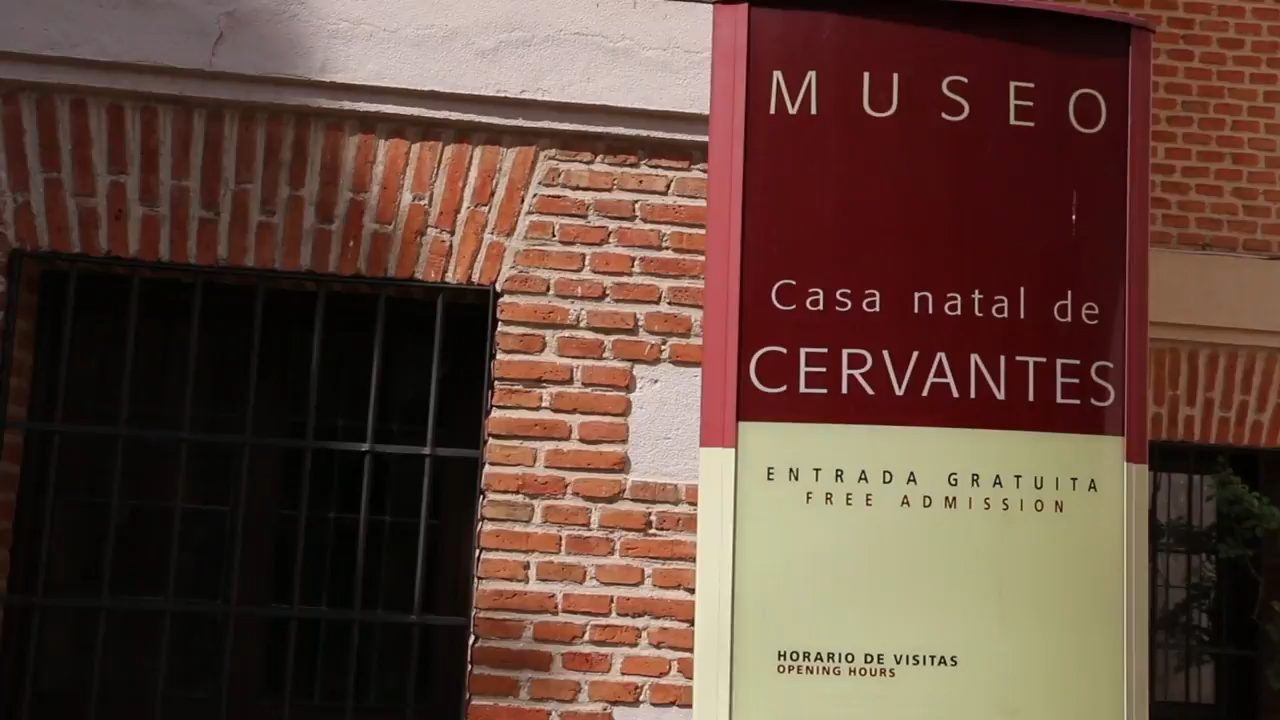 MUSEO
Casa natal de
CERVANTES
ENTRADA GRATUITA
FREE ADMISSION
HORARIO DE VISITAS
OPENING HOURS